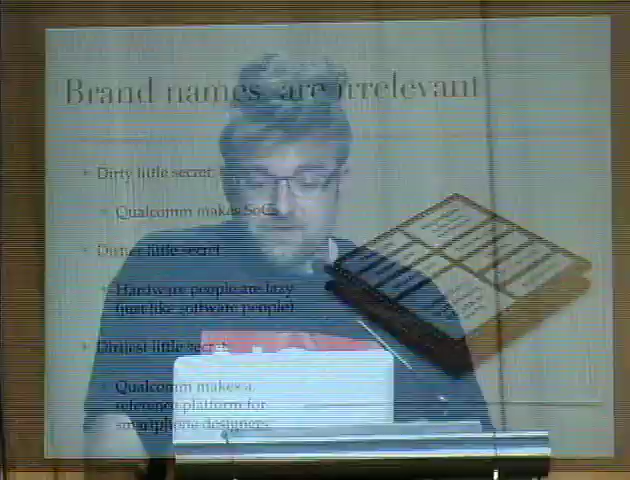 Brand names are irrelevant
Dirty little secret:
Qualcomm makes SoCs
Dirtier little secret
Hardware people are lazy
(just like software people)
Dirtiest little secret:
Qualcomm makes a
reference platform for
smartphone designers